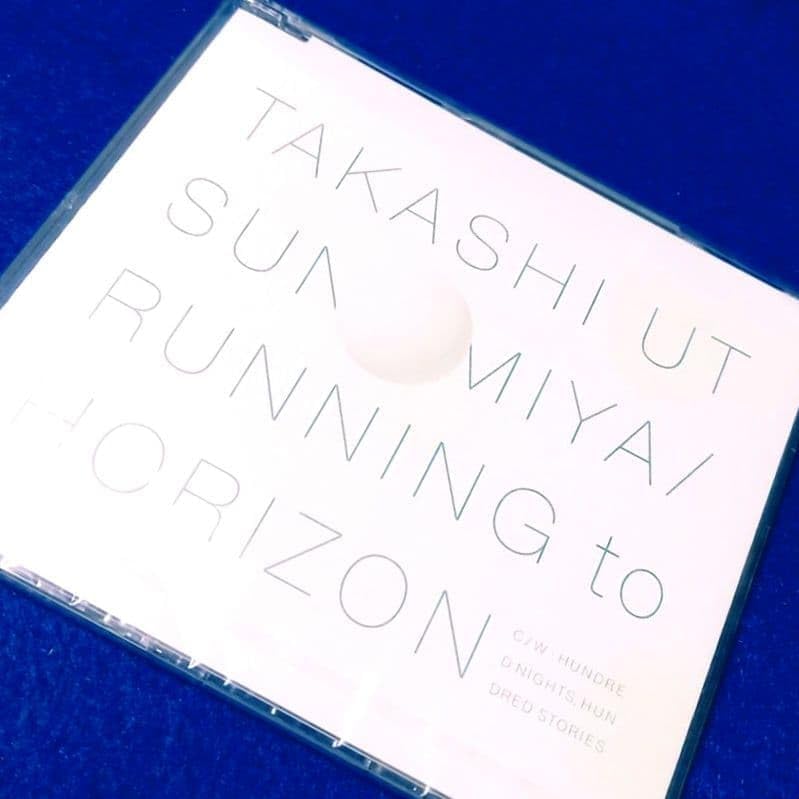 TAKASHI UT
SUN MIYA/
RUNNING to
HORIZON
C/W : HUNDRE
D NIGHTS, HUN
DRED STORIES